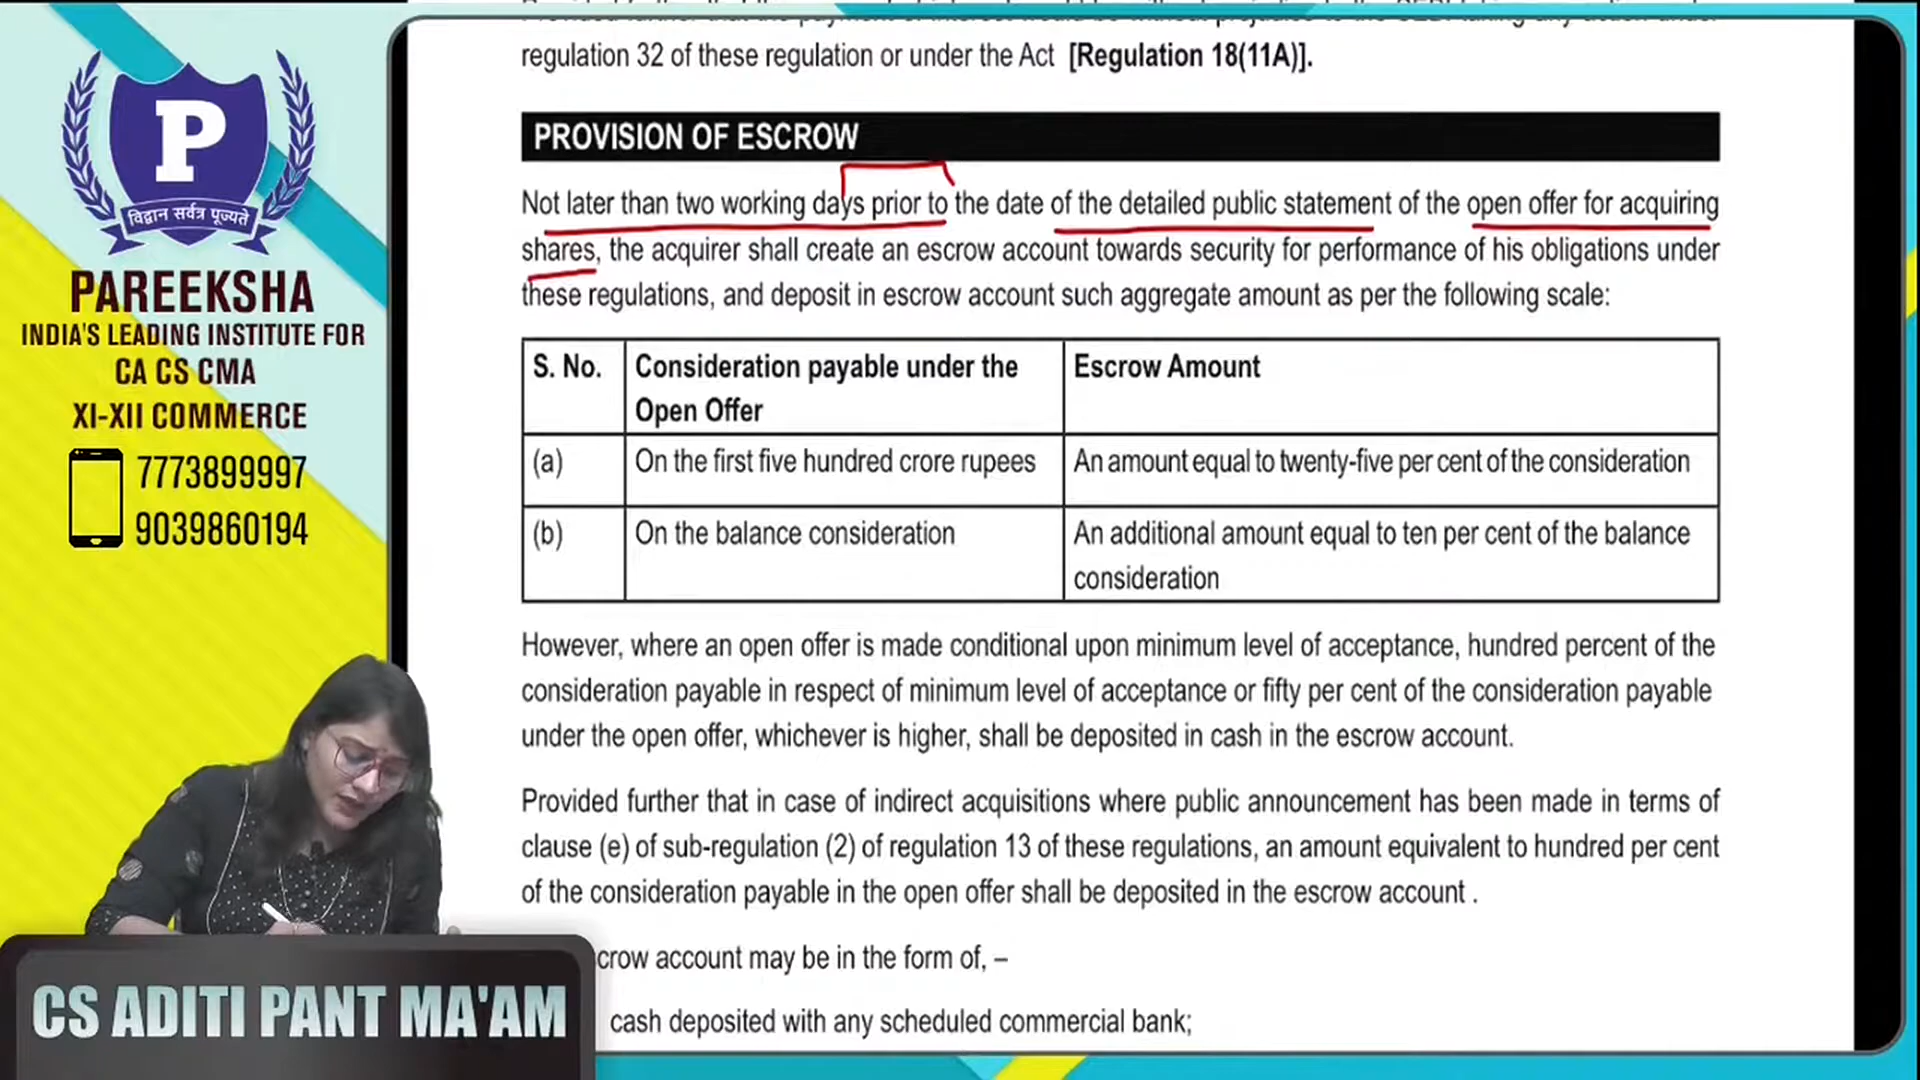 regulation 32 of these regulation or under the Act [Regulation 18(11A)].
PROVISION OF ESCROW
Not later than two working days prior to the date of the detailed public statement of the open offer for acquiring
shares, the acquirer shall create an escrow account towards security for performance of his obligations under
these regulations, and deposit in escrow account such aggregate amount as per the following scale:
S. No. Consideration payable under the Open Offer Escrow Amount
(a) On the first five hundred crore rupees An amount equal to twenty-five per cent of the consideration
(b) On the balance consideration An additional amount equal to ten per cent of the balance consideration
However, where an open offer is made conditional upon minimum level of acceptance, hundred percent of the
consideration payable in respect of minimum level of acceptance or fifty per cent of the consideration payable
under the open offer, whichever is higher, shall be deposited in cash in the escrow account.
Provided further that in case of indirect acquisitions where public announcement has been made in terms of
clause (e) of sub-regulation (2) of regulation 13 of these regulations, an amount equivalent to hundred per cent
of the consideration payable in the open offer shall be deposited in the escrow account .
account may be in the form of, –
cash deposited with any scheduled commercial bank;
P
विद्वान सर्वत्र पूज्यते
PAREEKSHA
INDIA'S LEADING INSTITUTE FOR
CA CS CMA
XI-XII COMMERCE
7773899997
9039860194
CS ADITI PANT MA'AM